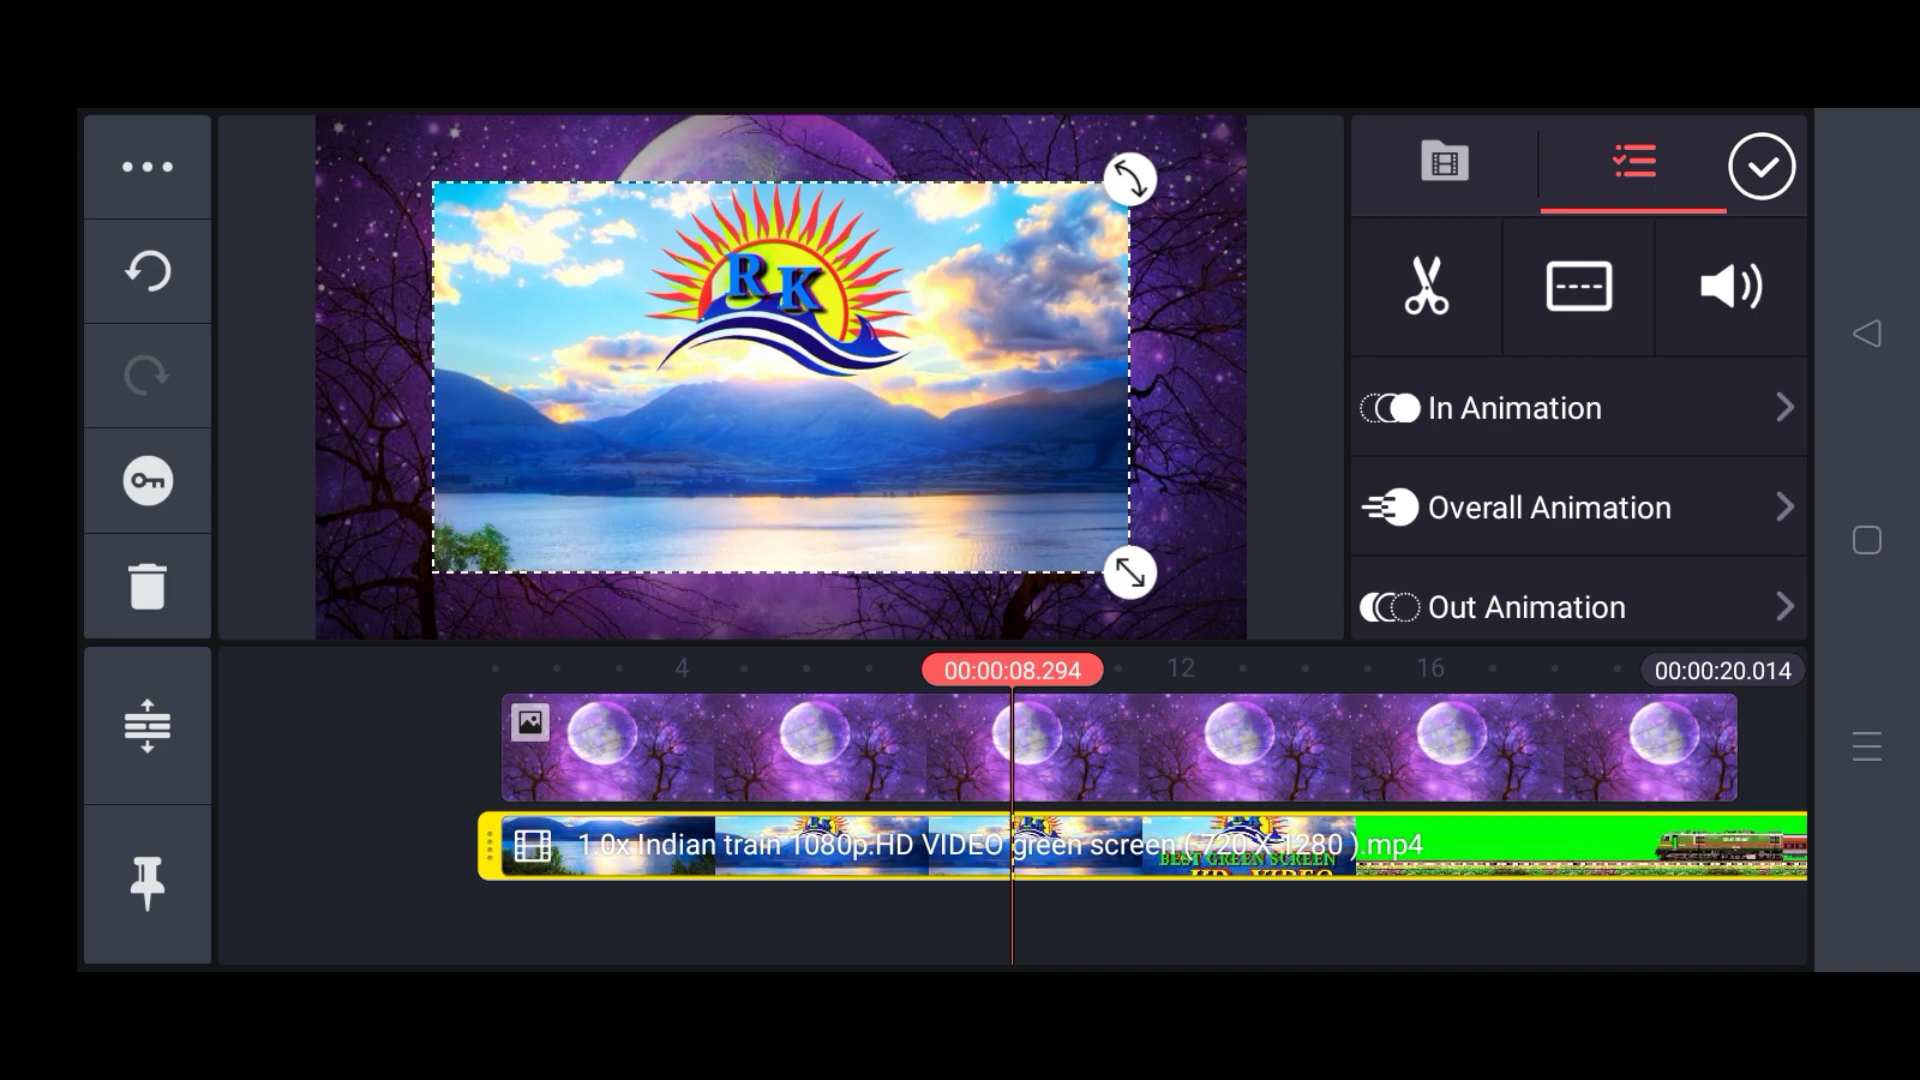 R K
In Animation
Overall Animation
Out Animation
4
00:00:08.294
12
16
00:00:20.014
1.0x Indian train 1080p.HD VIDEO green screen ( 720 X 1280 ).mp4
BEST GREEN SCREEN
HD VIDEO